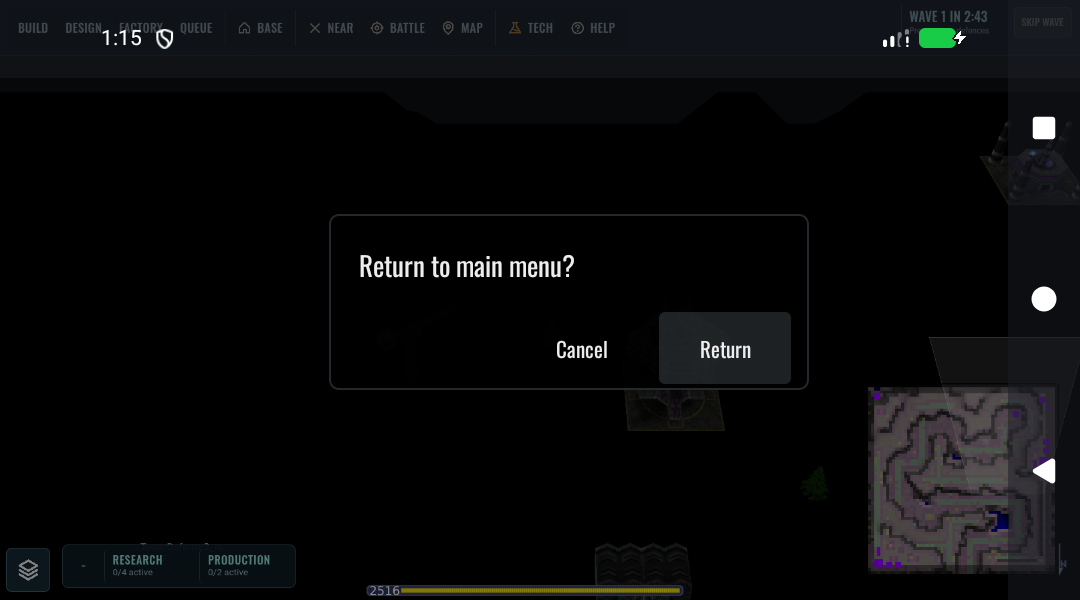 BUILD DESIGN FACTORY QUEUE BASE NEAR BATTLE MAP TECH HELP
WAVE 1 IN 2:43
SKIP WAVE
1:15
Return to main menu?
Cancel Return
- RESEARCH PRODUCTION
0/4 active 0/2 active
2516